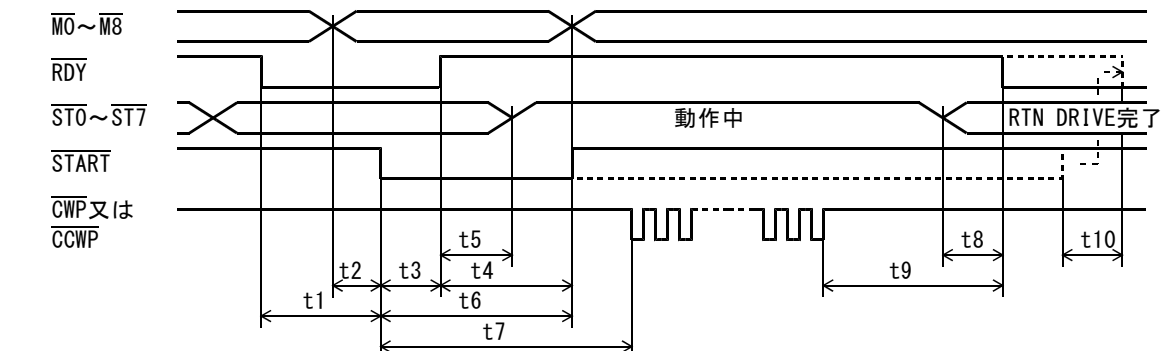 M0～M8
RDY
ST0～ST7
動作中
RTN DRIVE完了
START
CWP又は
CCWP
t5
t8
t10
t2
t3
t4
t9
t1
t6
t7